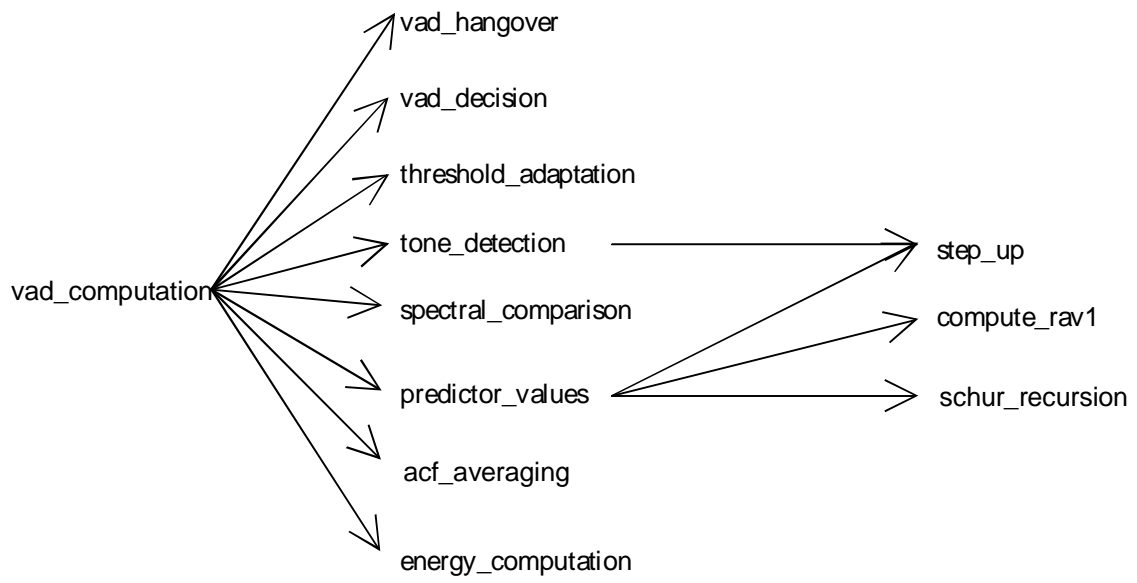 vad_hangover
vad_decision
threshold_adaptation
tone_detection
step_up
vad_computation
spectral_comparison
compute_rav1
predictor_values
schur_recursion
acf_averaging
energy_computation